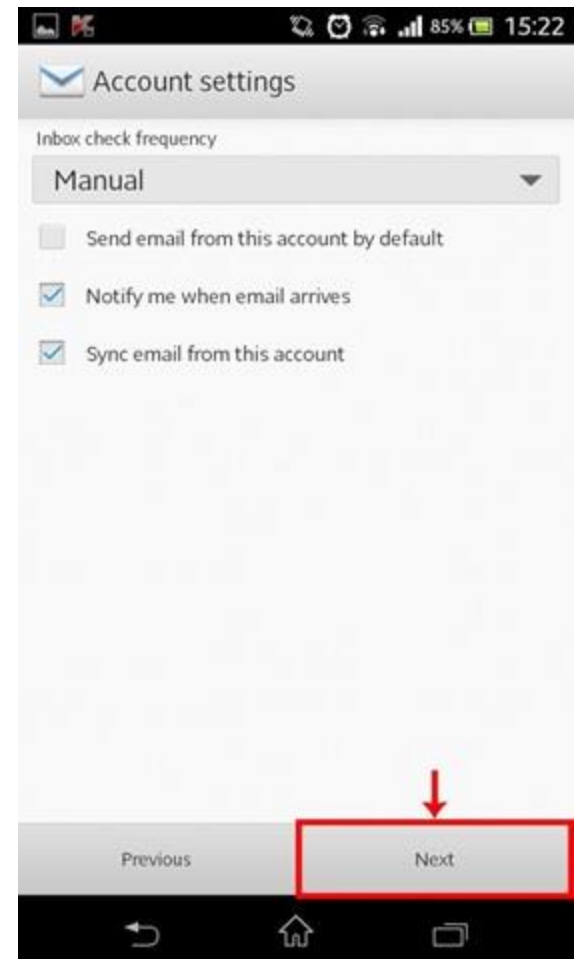 85% 15:22
Account settings
Inbox check frequency
Manual
Send email from this account by default
Notify me when email arrives
Sync email from this account
Previous Next